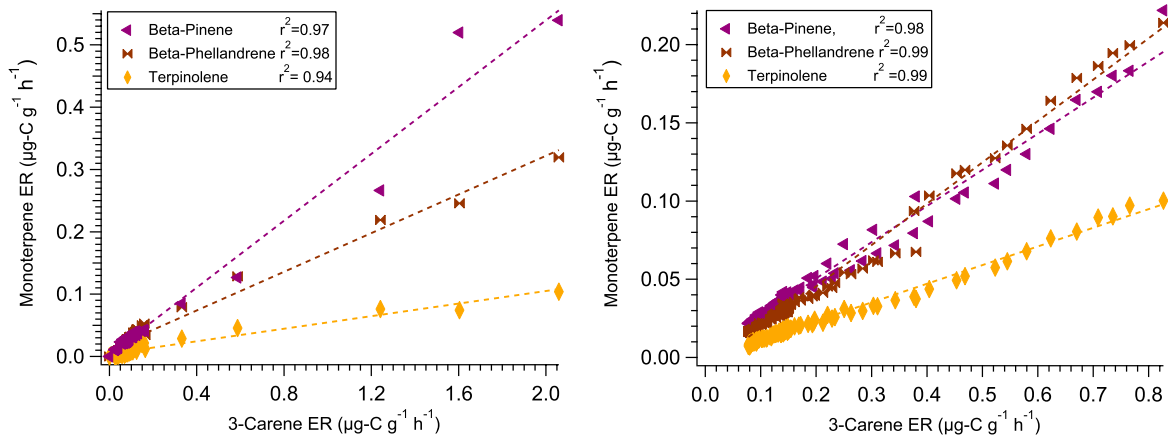 Beta-Pinene r²=0.97
Beta-Phellandrene r²=0.98
Terpinolene r²= 0.94
0.5
0.4
0.3
0.2
0.1
0.0
Monoterpene ER (µg-C g⁻¹ h⁻¹)
0.0 0.4 0.8 1.2 1.6 2.0
3-Carene ER (µg-C g⁻¹ h⁻¹)
Beta-Pinene, r²=0.98
Beta-Phellandrene r²=0.99
Terpinolene r²=0.99
0.20
0.15
0.10
0.05
0.00
Monoterpene ER (µg-C g⁻¹ h⁻¹)
0.0 0.1 0.2 0.3 0.4 0.5 0.6 0.7 0.8
3-Carene ER (µg-C g⁻¹ h⁻¹)